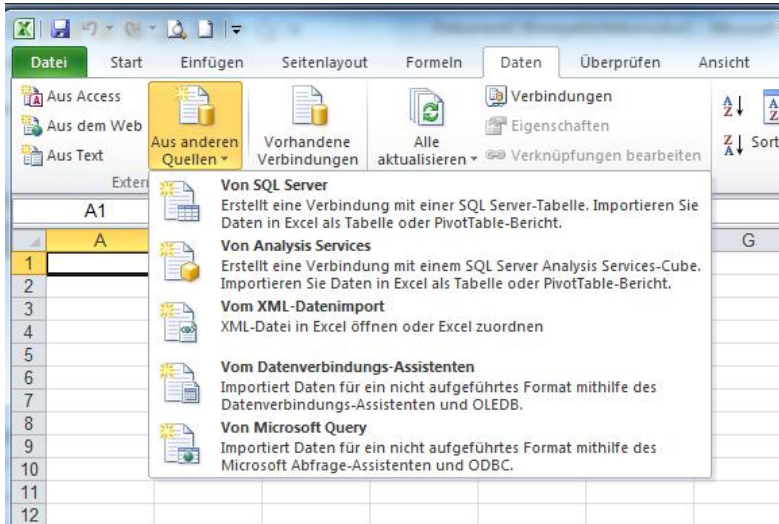 Datei Start Einfügen Seitenlayout Formeln Daten Überprüfen Ansicht
Aus Access
Aus dem Web
Aus Text
Aus anderen
Quellen
Vorhandene
Verbindungen
Alle
aktualisieren
Verbindungen
Eigenschaften
Verknüpfungen bearbeiten
A
Z
Z
A
A
Z
Sort
Extern
A1
A G
Von SQL Server
Erstellt eine Verbindung mit einer SQL Server-Tabelle. Importieren Sie
Daten in Excel als Tabelle oder PivotTable-Bericht.
Von Analysis Services
Erstellt eine Verbindung mit einem SQL Server Analysis Services-Cube.
Importieren Sie Daten in Excel als Tabelle oder PivotTable-Bericht.
Vom XML-Datenimport
XML-Datei in Excel öffnen oder Excel zuordnen
Vom Datenverbindungs-Assistenten
Importiert Daten für ein nicht aufgeführtes Format mithilfe des
Datenverbindungs-Assistenten und OLEDB.
Von Microsoft Query
Importiert Daten für ein nicht aufgeführtes Format mithilfe des
Microsoft Abfrage-Assistenten und ODBC.
1
2
3
4
5
6
7
8
9
10
11
12